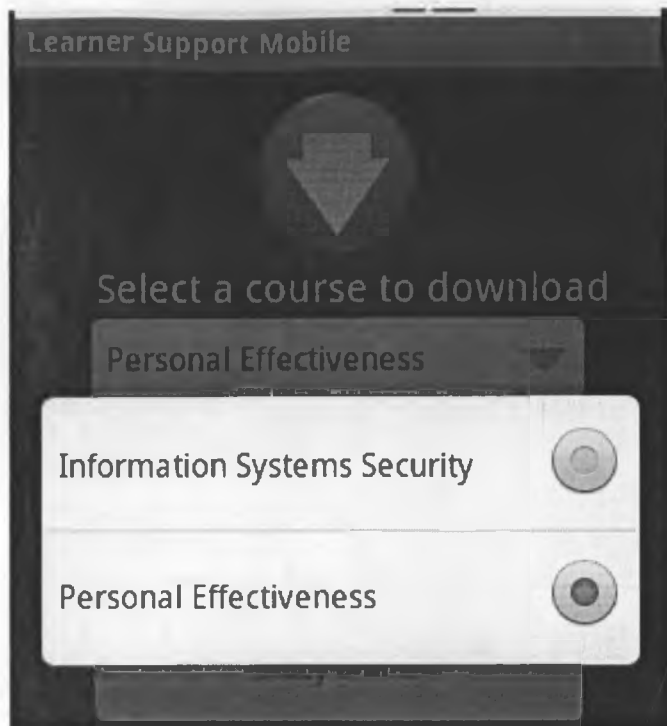 Learner Support Mobile
Select a course to download
Personal Effectiveness
Information Systems Security
Personal Effectiveness